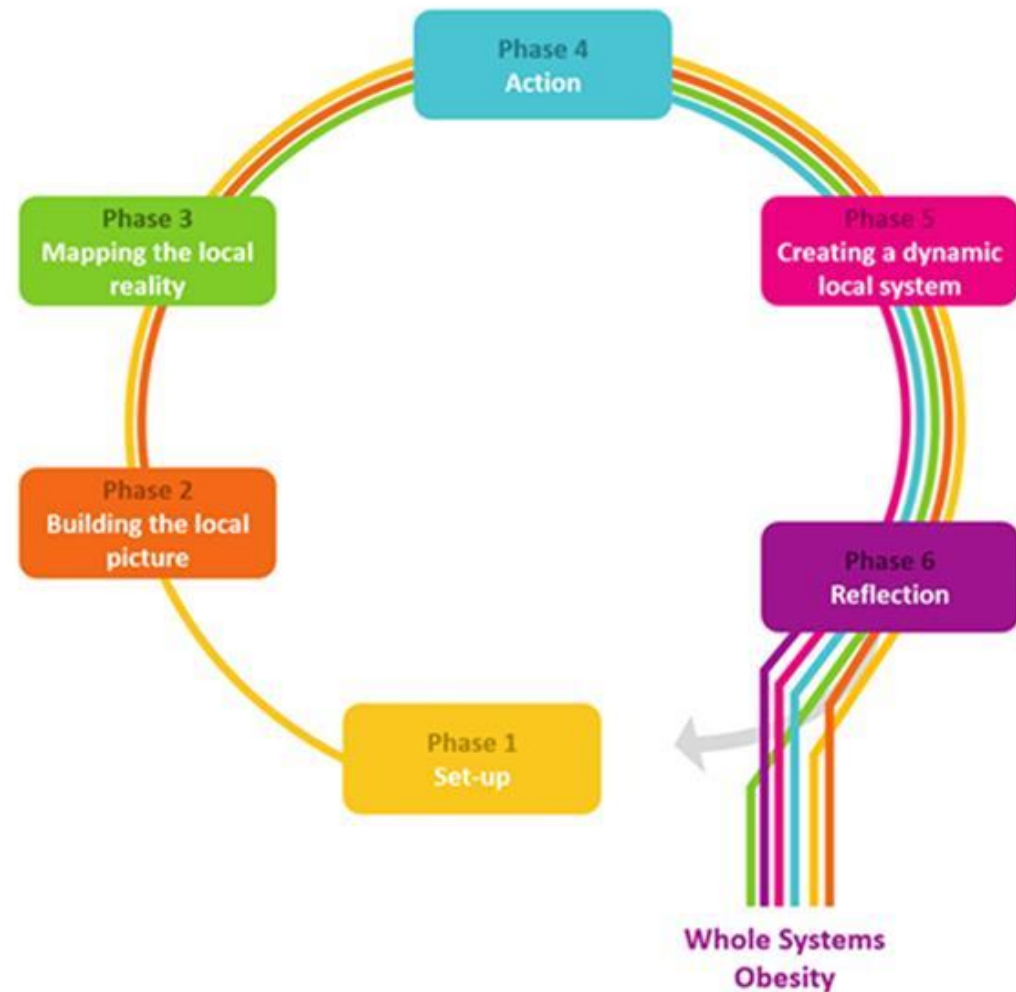 Phase 1
Set-up
Phase 2
Building the local
picture
Phase 3
Mapping the local
reality
Phase 4
Action
Phase 5
Creating a dynamic
local system
Phase 6
Reflection
Whole Systems
Obesity